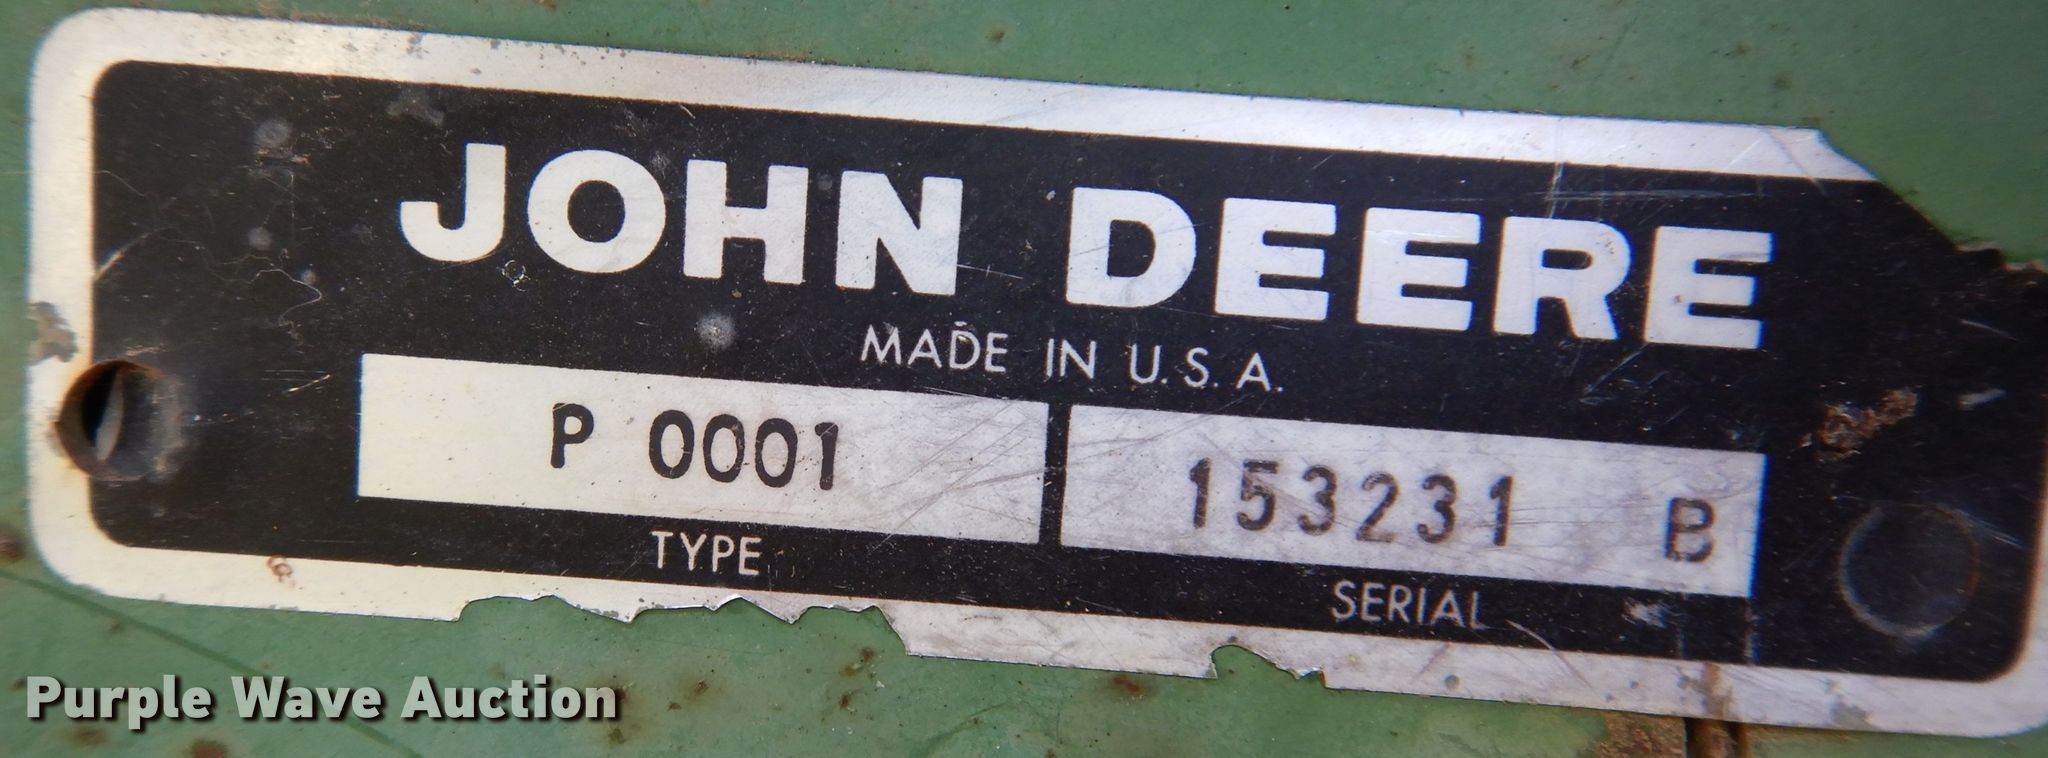 JOHN DEERE
MADE IN U.S.A.
P 0001 153231 B
TYPE SERIAL
Purple Wave Auction